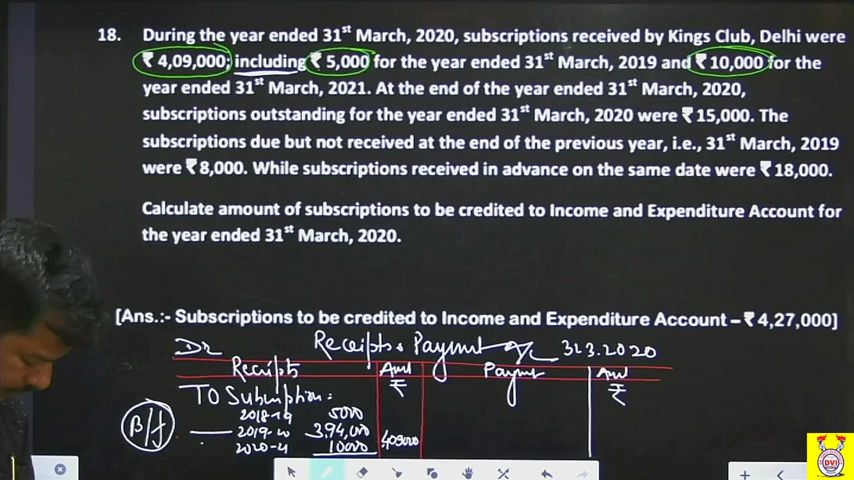 18. During the year ended 31st March, 2020, subscriptions received by Kings Club, Delhi were
₹ 4,09,000; including ₹ 5,000 for the year ended 31st March, 2019 and ₹ 10,000 for the
year ended 31st March, 2021. At the end of the year ended 31st March, 2020,
subscriptions outstanding for the year ended 31st March, 2020 were ₹ 15,000. The
subscriptions due but not received at the end of the previous year, i.e., 31st March, 2019
were ₹ 8,000. While subscriptions received in advance on the same date were ₹ 18,000.
Calculate amount of subscriptions to be credited to Income and Expenditure Account for
the year ended 31st March, 2020.
[Ans.:- Subscriptions to be credited to Income and Expenditure Account – ₹ 4,27,000]
Dr Receipts & Paymnt 31.3.2020
Receipts Amt Paymnt Amt
₹ ₹
TO Subscription:
2018-19 5000
B/f 2019-20 3,94,000
2020-21 10000 409000
DVI